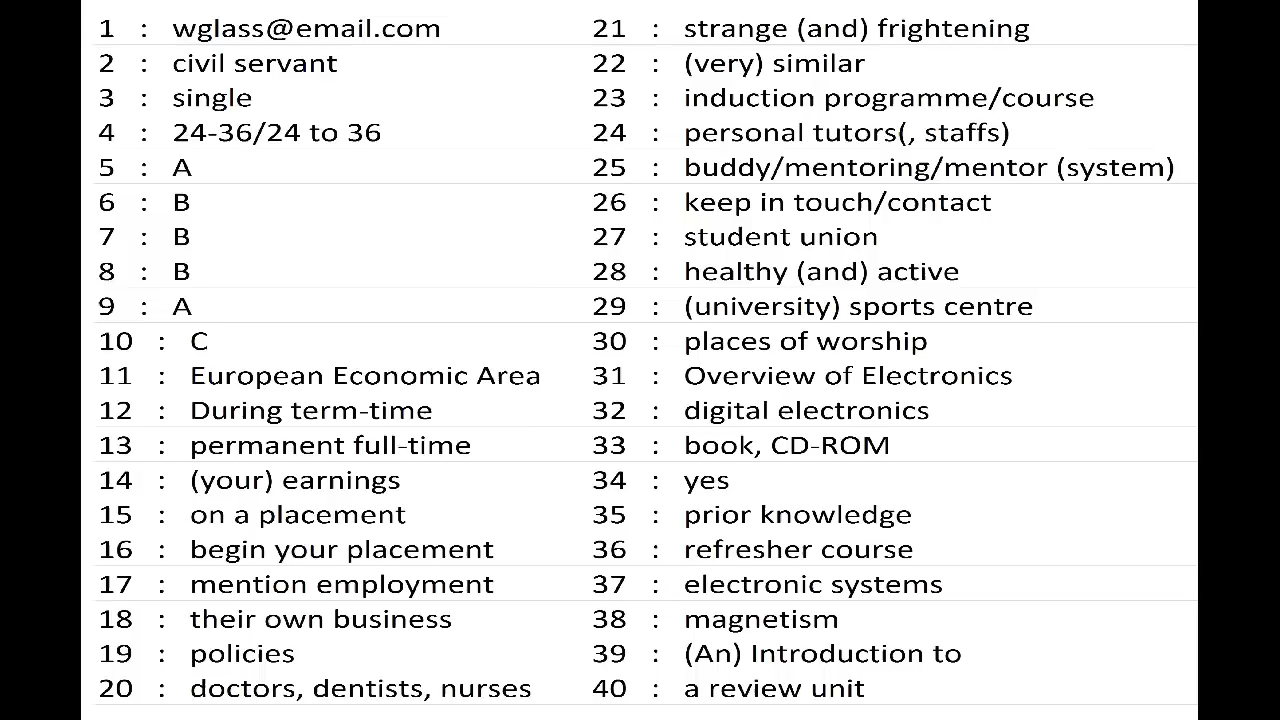 1 : wglass@email.com
2 : civil servant
3 : single
4 : 24-36/24 to 36
5 : A
6 : B
7 : B
8 : B
9 : A
10 : C
11 : European Economic Area
12 : During term-time
13 : permanent full-time
14 : (your) earnings
15 : on a placement
16 : begin your placement
17 : mention employment
18 : their own business
19 : policies
20 : doctors, dentists, nurses
21 : strange (and) frightening
22 : (very) similar
23 : induction programme/course
24 : personal tutors(, staffs)
25 : buddy/mentoring/mentor (system)
26 : keep in touch/contact
27 : student union
28 : healthy (and) active
29 : (university) sports centre
30 : places of worship
31 : Overview of Electronics
32 : digital electronics
33 : book, CD-ROM
34 : yes
35 : prior knowledge
36 : refresher course
37 : electronic systems
38 : magnetism
39 : (An) Introduction to
40 : a review unit